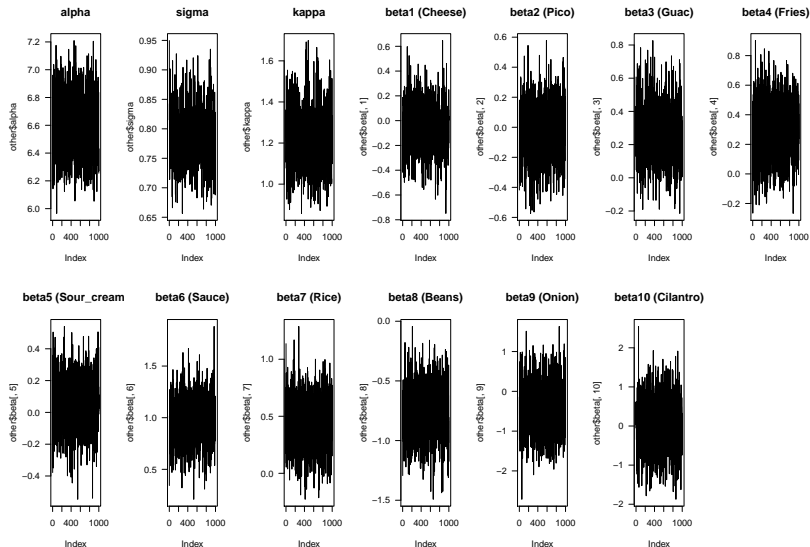 alpha
other$alpha
6.0
6.2
6.4
6.6
6.8
7.0
7.2
0 400 1000
Index
sigma
other$sigma
0.65
0.70
0.75
0.80
0.85
0.90
0.95
0 400 1000
Index
kappa
other$kappa
1.0
1.2
1.4
1.6
0 400 1000
Index
beta1 (Cheese)
other$beta[, 1]
−0.8
−0.6
−0.4
−0.2
0.0
0.2
0.4
0.6
0 400 1000
Index
beta2 (Pico)
other$beta[, 2]
−0.6
−0.4
−0.2
0.0
0.2
0.4
0.6
0 400 1000
Index
beta3 (Guac)
other$beta[, 3]
−0.2
0.0
0.2
0.4
0.6
0.8
0 400 1000
Index
beta4 (Fries)
other$beta[, 4]
−0.2
0.0
0.2
0.4
0.6
0.8
0 400 1000
Index
beta5 (Sour_cream
other$beta[, 5]
−0.4
−0.2
0.0
0.2
0.4
0 400 1000
Index
beta6 (Sauce)
other$beta[, 6]
0.5
1.0
1.5
0 400 1000
Index
beta7 (Rice)
other$beta[, 7]
0.0
0.5
1.0
0 400 1000
Index
beta8 (Beans)
other$beta[, 8]
−1.5
−1.0
−0.5
0.0
0 400 1000
Index
beta9 (Onion)
other$beta[, 9]
−2
−1
0
1
0 400 1000
Index
beta10 (Cilantro)
other$beta[, 10]
−2
−1
0
1
2
0 400 1000
Index